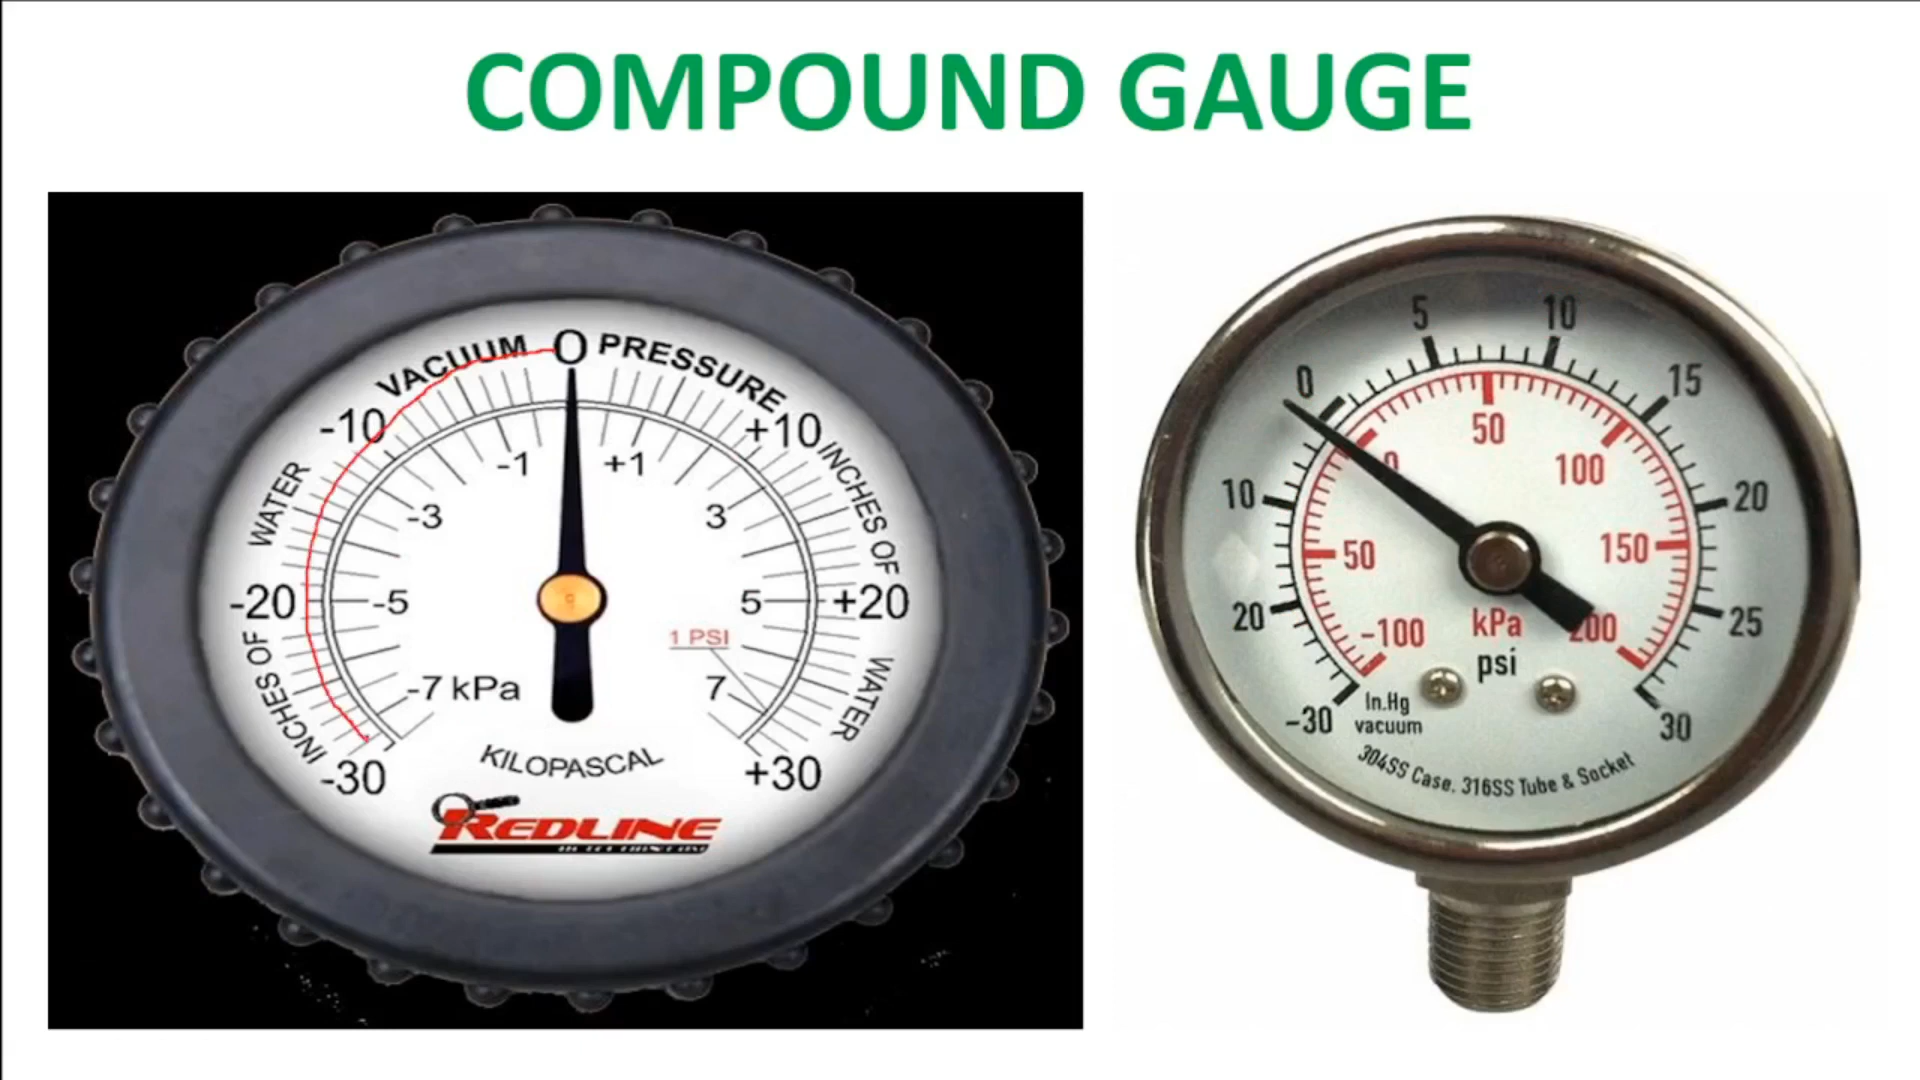 COMPOUND GAUGE
VACUUM 0 PRESSURE
-10
+10
-1
+1
WATER
INCHES OF
-3
3
-20
-5
5
+20
1 PSI
INCHES OF
WATER
-7 kPa
7
KILOPASCAL
-30
+30
REDLINE
5
10
0
15
50
0
100
10
20
50
150
20
-100
kPa
200
25
psi
-30
In.Hg
vacuum
30
304SS Case. 316SS Tube & Socket